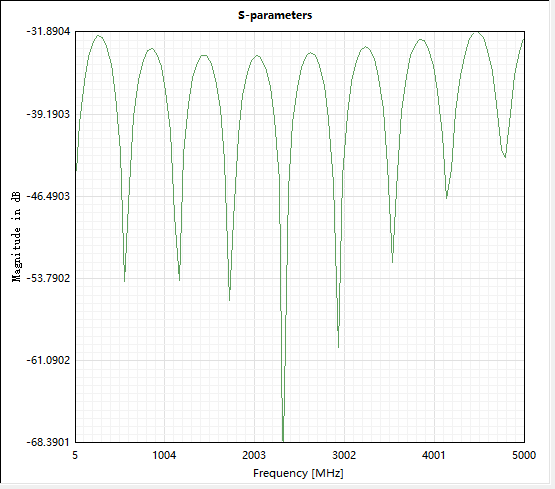 S-parameters
-31.8904
-39.1903
-46.4903
-53.7902
-61.0902
-68.3901
Magnitude in dB
5 1004 2003 3002 4001 5000
Frequency [MHz]